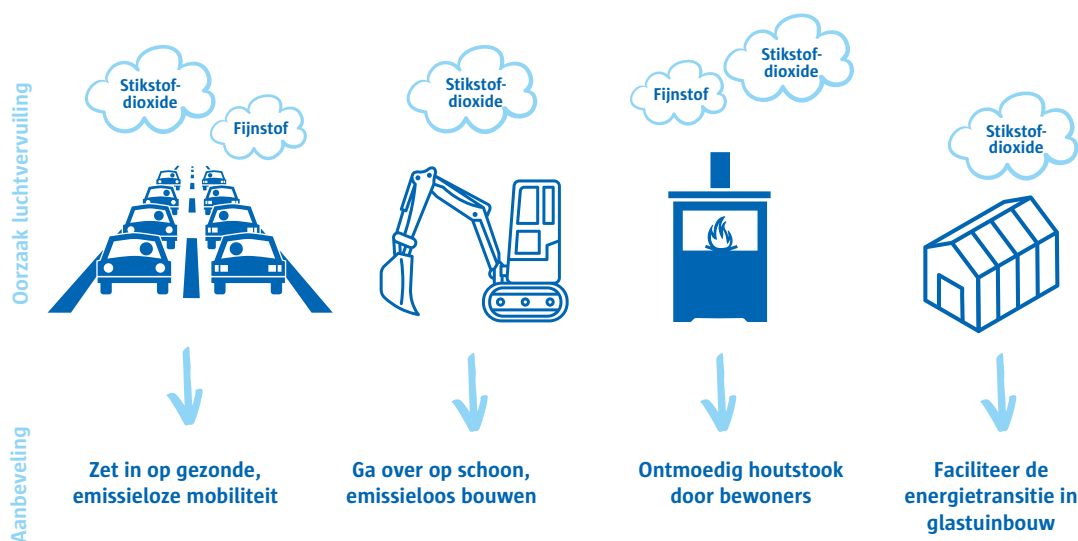 Oorzaak luchtvervuiling
Stikstof-
dioxide
Fijnstof
Stikstof-
dioxide
Fijnstof
Stikstof-
dioxide
Stikstof-
dioxide
Aanbeveling
Zet in op gezonde,
emissieloze mobiliteit
Ga over op schoon,
emissieloos bouwen
Ontmoedig houtstook
door bewoners
Faciliteer de
energietransitie in
glastuinbouw